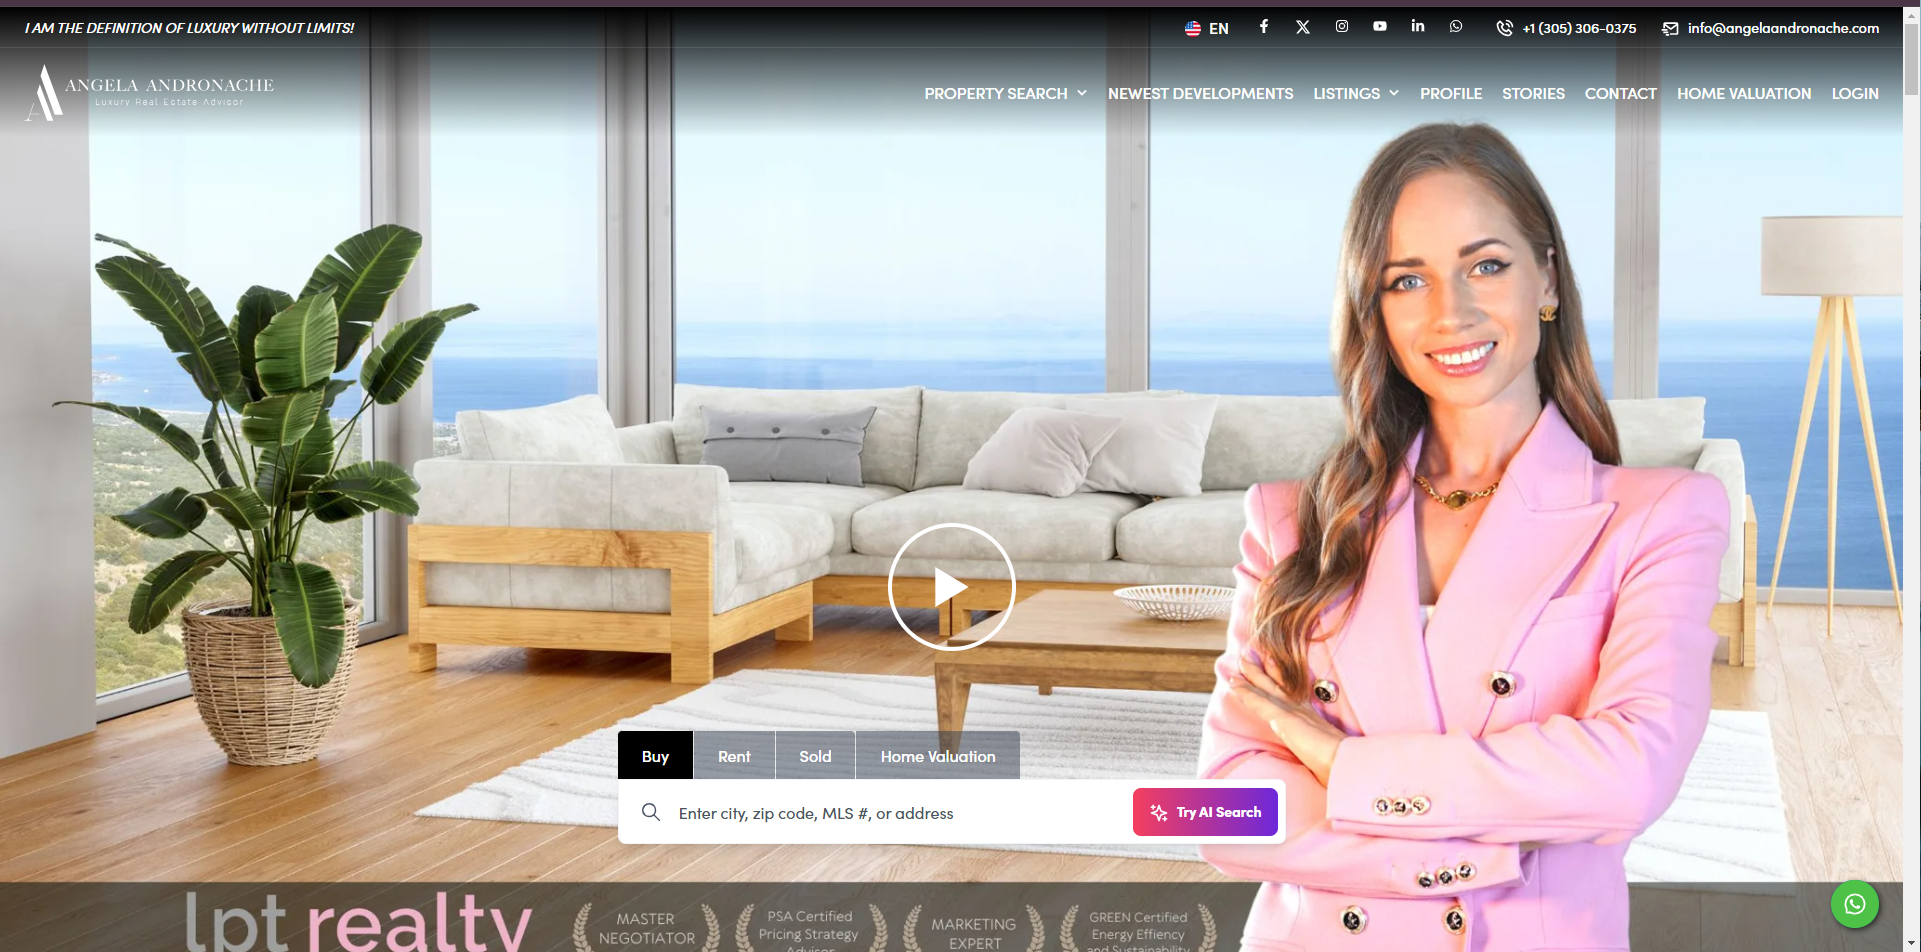 I AM THE DEFINITION OF LUXURY WITHOUT LIMITS!
EN
+1 (305) 306-0375
info@angelaandronache.com
ANGELA ANDRONACHE
Luxury Real Estate Advisor
PROPERTY SEARCH
NEWEST DEVELOPMENTS
LISTINGS
PROFILE
STORIES
CONTACT
HOME VALUATION
LOGIN
Buy
Rent
Sold
Home Valuation
Enter city, zip code, MLS #, or address
Try AI Search
lpt realty
MASTER
NEGOTIATOR
PSA Certified
Pricing Strategy
Advisor
MARKETING
EXPERT
GREEN Certified
Energy Effiency
and Sustainability